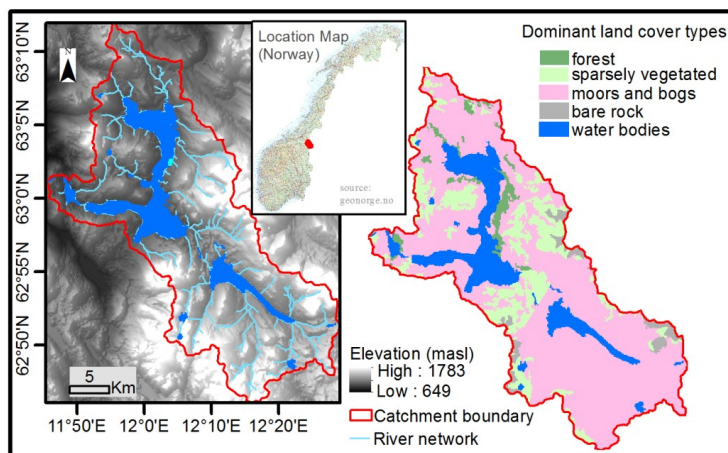 63°10'N
63°5'N
63°0'N
62°55'N
62°50'N
11°50'E
12°0'E
12°10'E
12°20'E
N
5
Km
Location Map
(Norway)
source:
geonorge.no
Elevation (masl)
High : 1783
Low : 649
Catchment boundary
River network
Dominant land cover types
forest
sparsely vegetated
moors and bogs
bare rock
water bodies